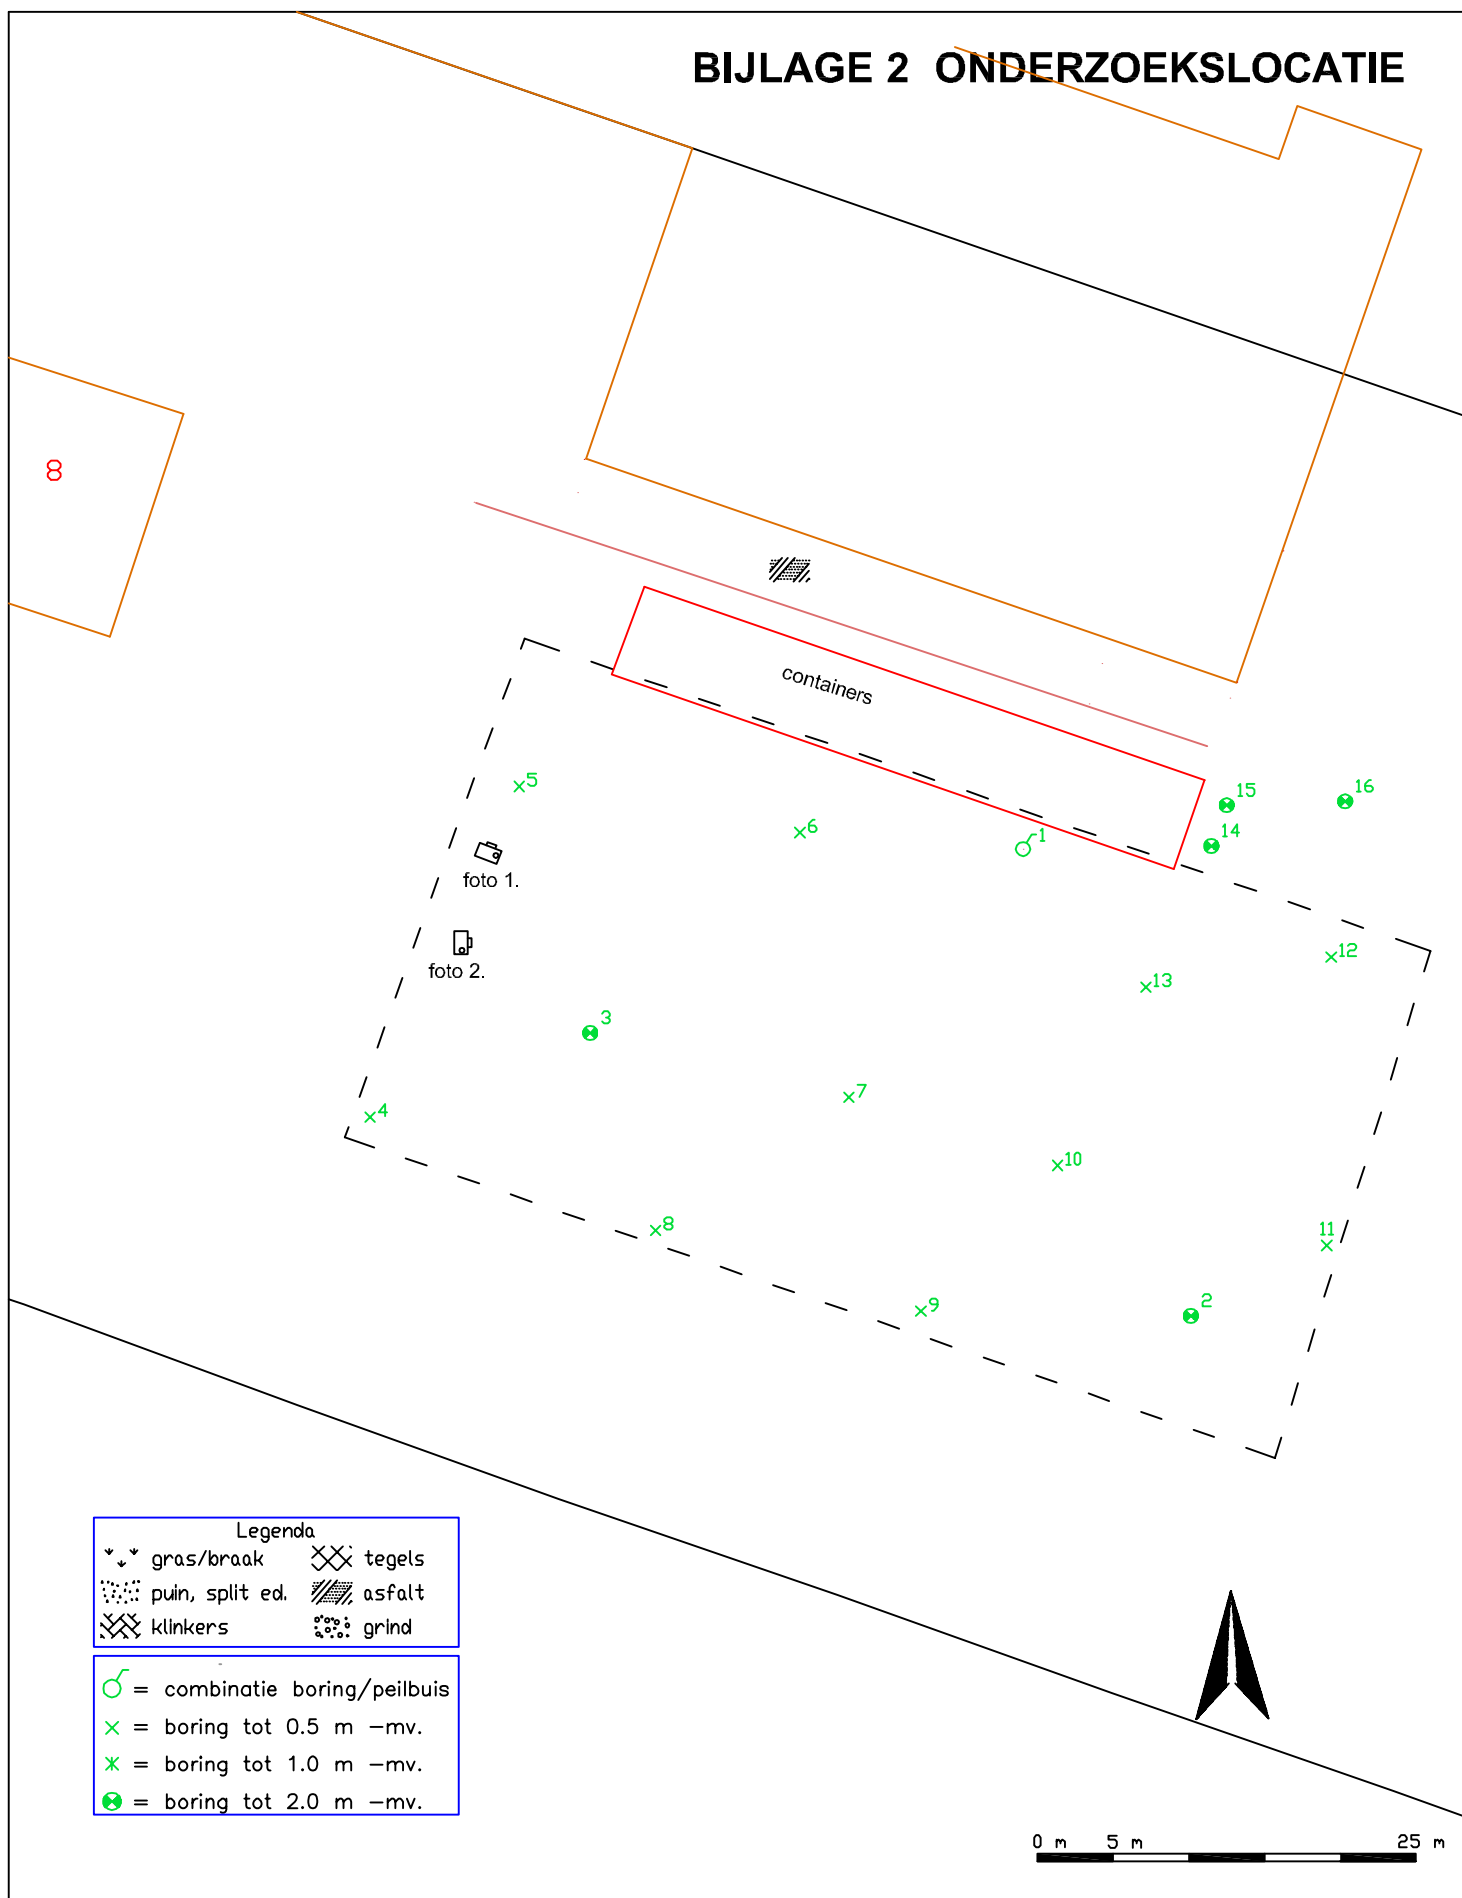 BIJLAGE 2 ONDERZOEKSLOCATIE
8
containers
5
6
1
15
16
14
foto 1.
foto 2.
12
13
3
7
4
10
8
11
9
2
Legenda
gras/braak tegels
puin, split ed. asfalt
klinkers grind
= combinatie boring/peilbuis
= boring tot 0.5 m -mv.
= boring tot 1.0 m -mv.
= boring tot 2.0 m -mv.
0 m 5 m 25 m